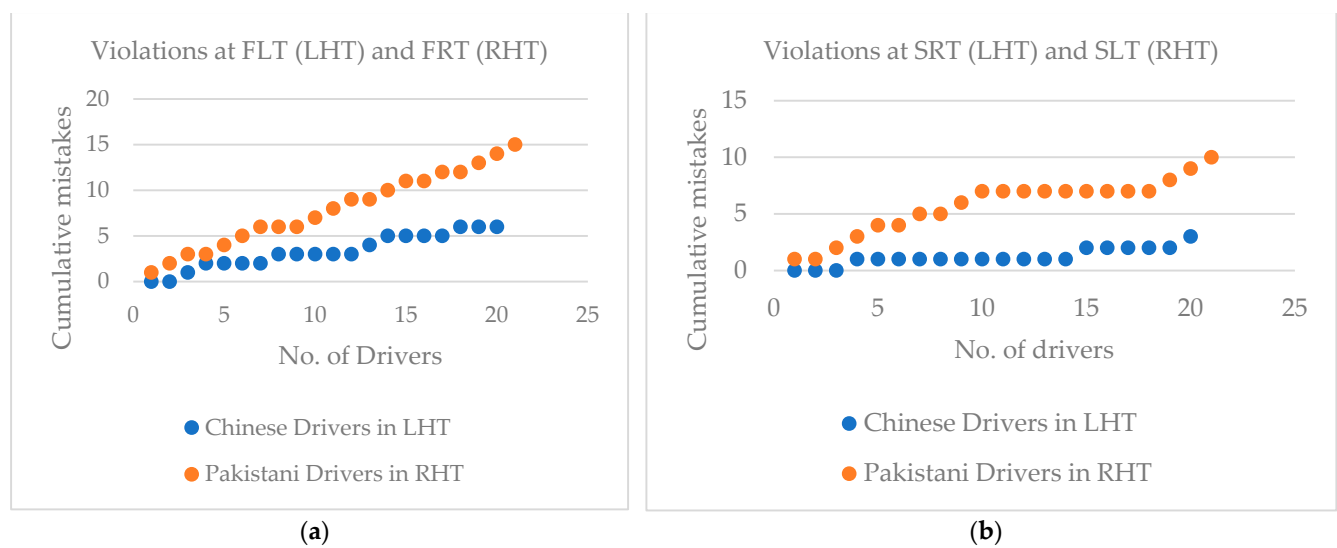 Violations at FLT (LHT) and FRT (RHT)
Cumulative mistakes
20
15
10
5
0
0 5 10 15 20 25
No. of Drivers
Chinese Drivers in LHT
Pakistani Drivers in RHT
(a)
Violations at SRT (LHT) and SLT (RHT)
Cumulative mistakes
15
10
5
0
0 5 10 15 20 25
No. of drivers
Chinese Drivers in LHT
Pakistani Drivers in RHT
(b)